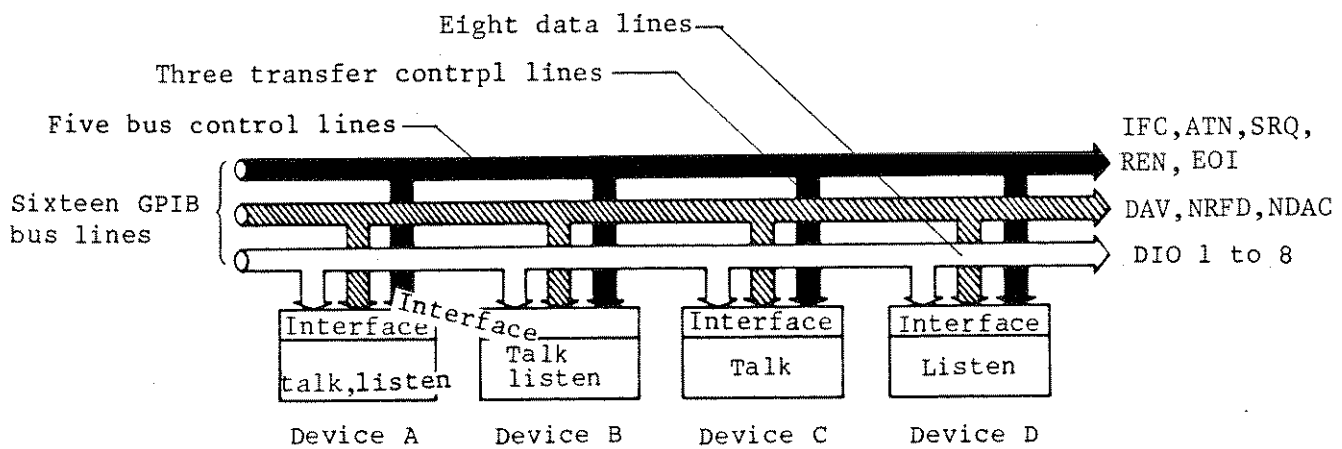 Eight data lines
Three transfer contrpl lines
Five bus control lines
IFC,ATN,SRQ,
REN, EOI
Sixteen GPIB
bus lines
DAV,NRFD,NDAC
DIO 1 to 8
Interface
Interface
Interface
Interface
talk,listen
Talk
listen
Talk
Listen
Device A
Device B
Device C
Device D